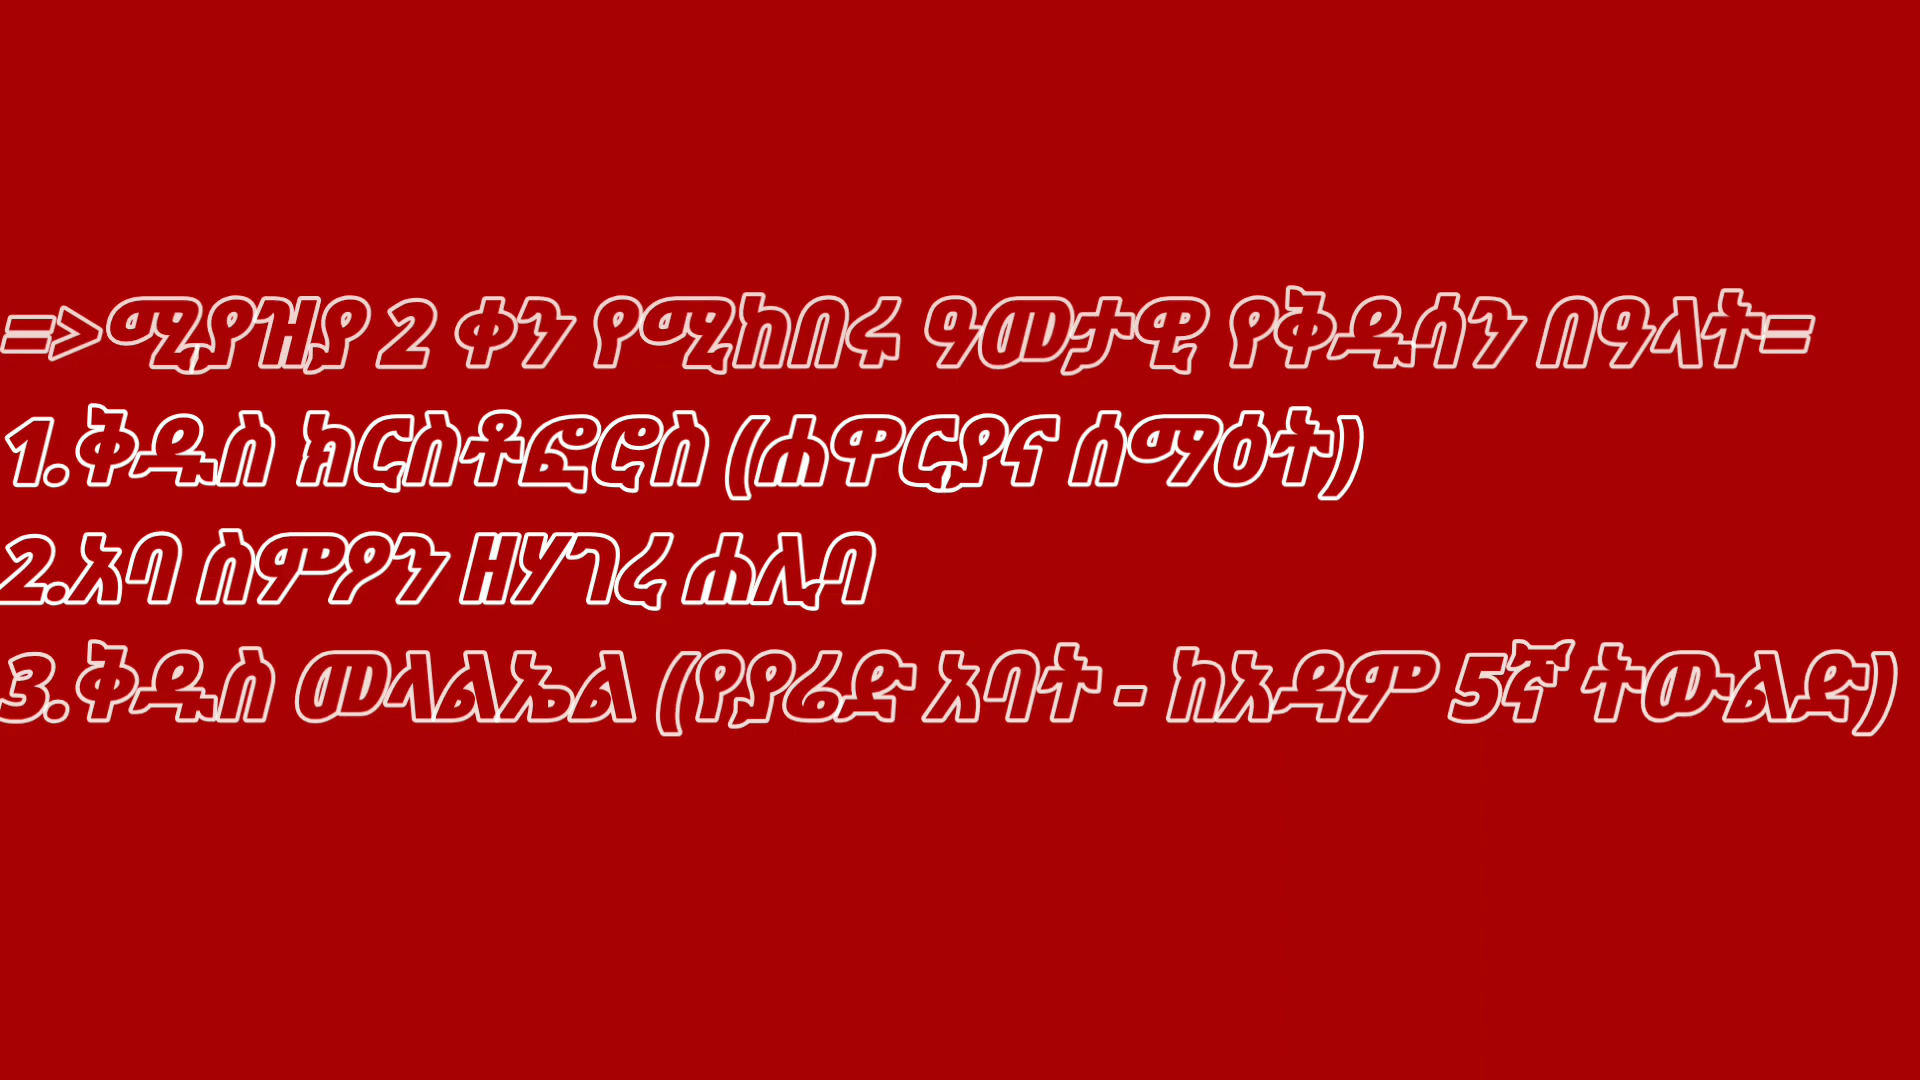 =>ሚያዝያ 2 ቀን የሚከበሩ ዓመታዊ የቅዱሳን በዓላት=
1.ቅዱስ ክርስቶፎሮስ (ሐዋርያና ሰማዕት)
2.አባ ስምዖን ዘሃገረ ሐሊባ
3.ቅዱስ መላልኤል (የያሬድ አባት - ከአዳም 5ኛ ትውልድ)